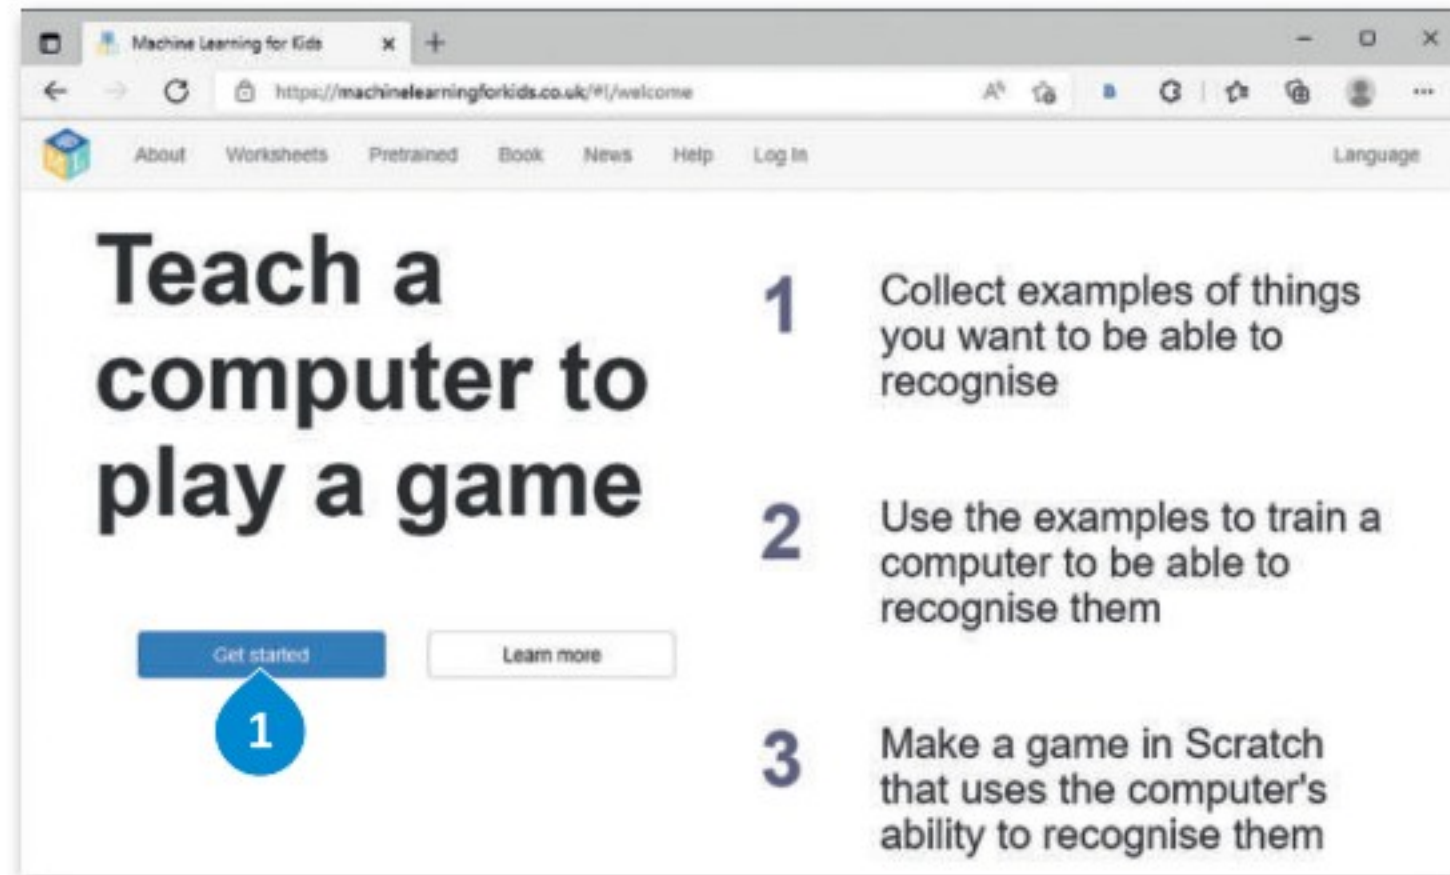 Machine Learning for Kids
https://machinelearningforkids.co.uk/#!/welcome
About Worksheets Pretrained Book News Help Log In Language
Teach a
computer to
play a game
Get started Learn more
1
1 Collect examples of things
you want to be able to
recognise
2 Use the examples to train a
computer to be able to
recognise them
3 Make a game in Scratch
that uses the computer's
ability to recognise them